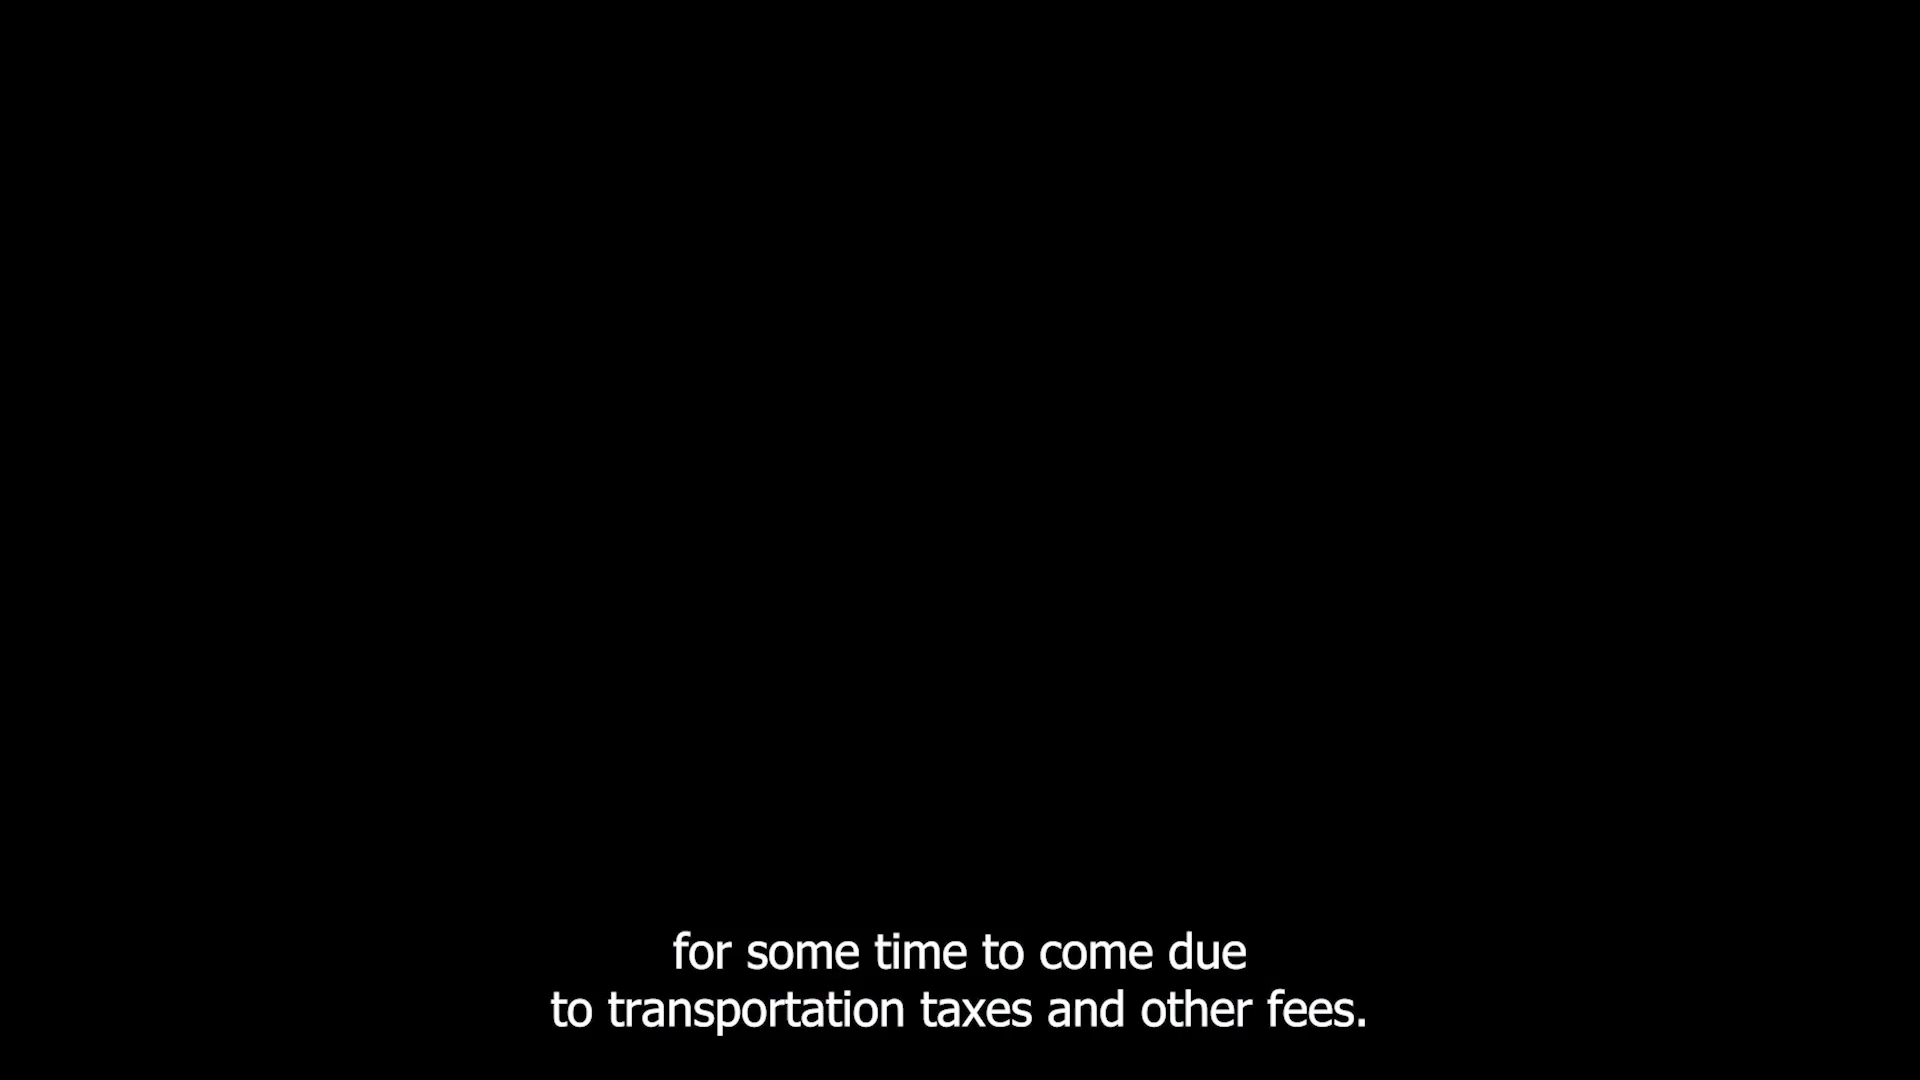 for some time to come due
to transportation taxes and other fees.